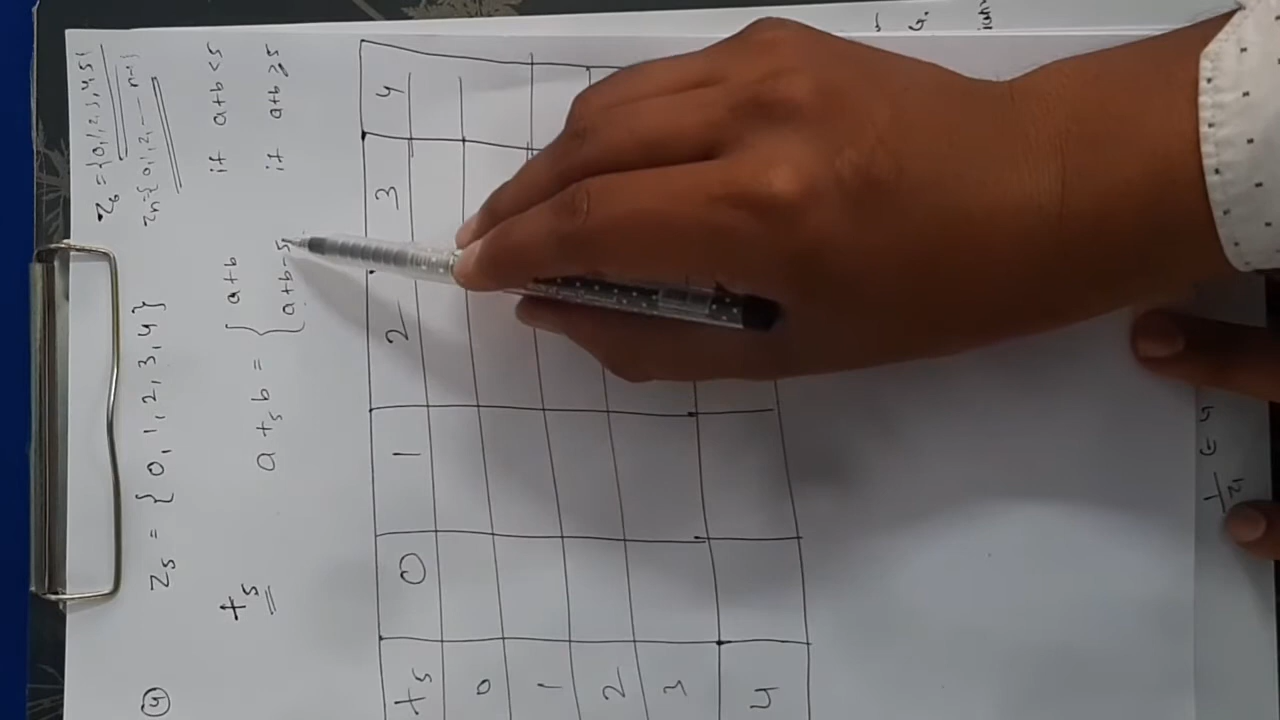 (4) Z5 = {0, 1, 2, 3, 4}
Z6 = {0,1,2,3,4,5}
Zn = {0,1,2, --- n-1}
+5
a +5 b = { a+b if a+b < 5
{ a+b-5 if a+b ≥ 5
+5 0 1 2 3 4
0
1
2
3
4